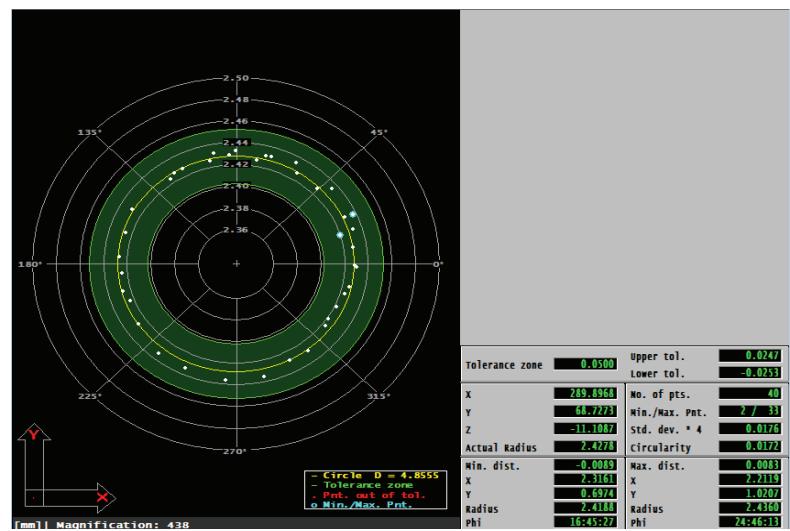 2.50
2.48
2.46
135°
45°
2.44
2.42
2.40
2.38
2.36
180°
0°
225°
315°
270°
Y
X
— Circle D = 4.8555
— Tolerance zone
. Pnt. out of tol.
o Min./Max. Pnt.
[mm]| Magnification: 438
Tolerance zone 0.0500
Upper tol. 0.0247
Lower tol. -0.0253
X 289.8968
Y 68.7273
Z -11.1087
Actual Radius 2.4278
No. of pts. 40
Min./Max. Pnt. 2 / 33
Std. dev. * 4 0.0176
Circularity 0.0172
Min. dist. -0.0089
X 2.3161
Y 0.6974
Radius 2.4188
Phi 16:45:27
Max. dist. 0.0083
X 2.2119
Y 1.0207
Radius 2.4360
Phi 24:46:13